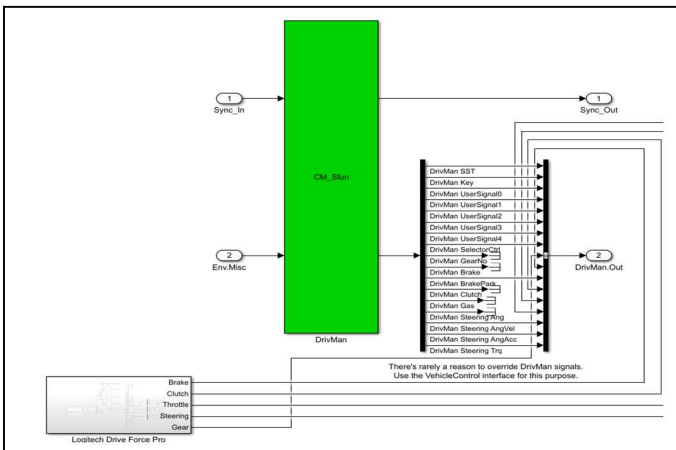 1
Sync_In
CM_Sfun
1
Sync_Out
DrivMan SST
DrivMan Key
DrivMan UserSignal0
DrivMan UserSignal1
DrivMan UserSignal2
DrivMan UserSignal3
DrivMan UserSignal4
DrivMan SelectorCtrl
DrivMan GearNo
DrivMan Brake
DrivMan BrakePark
DrivMan Clutch
DrivMan Gas
DrivMan Steering Ang
DrivMan Steering AngVel
DrivMan Steering AngAcc
DrivMan Steering Trq
2
Env.Misc
2
DrivMan.Out
DrivMan
There's rarely a reason to override DrivMan signals.
Use the VehicleControl interface for this purpose.
Brake
Clutch
Throttle
Steering
Gear
Logitech Drive Force Pro